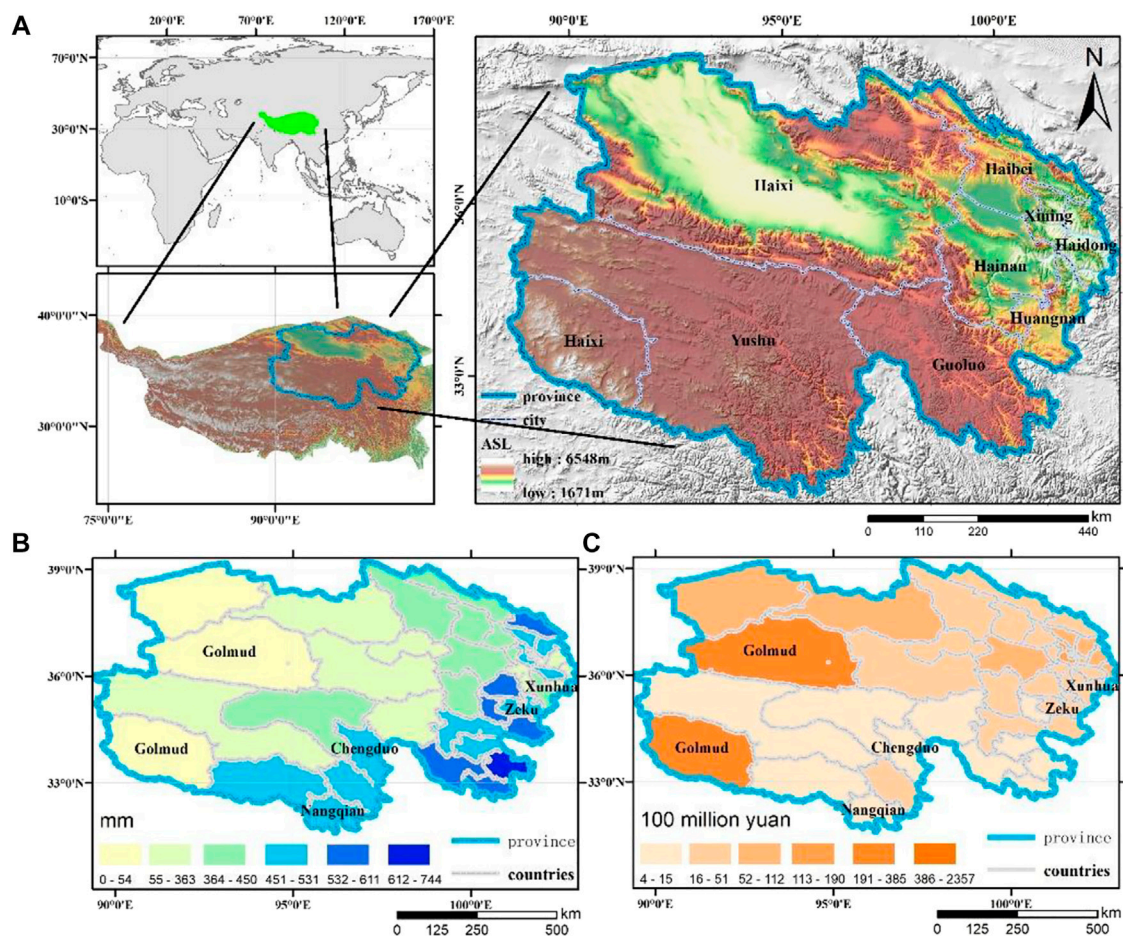 A
20°0'E 70°0'E 120°0'E 170°0'E
70°0'N
30°0'N
10°0'S
40°0'0"N
30°0'0"N
75°0'0"E 90°0'0"E
90°0'E 95°0'E 100°0'E
36°0'N
33°0'N
N
Haixi
Haibei
Xining
Haidong
Hainan
Huangnan
Haixi
Yushu
Guoluo
province
city
ASL
high : 6548m
low : 1671m
km
0 110 220 440
B
39°0'N
36°0'N
33°0'N
Golmud
Xunhua
Zeku
Golmud
Chengduo
Nangqian
mm
province
countries
0 - 54 55 - 363 364 - 450 451 - 531 532 - 611 612 - 744
90°0'E 95°0'E 100°0'E
km
0 125 250 500
C
39°0'N
36°0'N
33°0'N
Golmud
Xunhua
Zeku
Golmud
Chengduo
Nangqian
100 million yuan
province
countries
4 - 15 16 - 51 52 - 112 113 - 190 191 - 385 386 - 2357
90°0'E 95°0'E 100°0'E
km
0 125 250 500